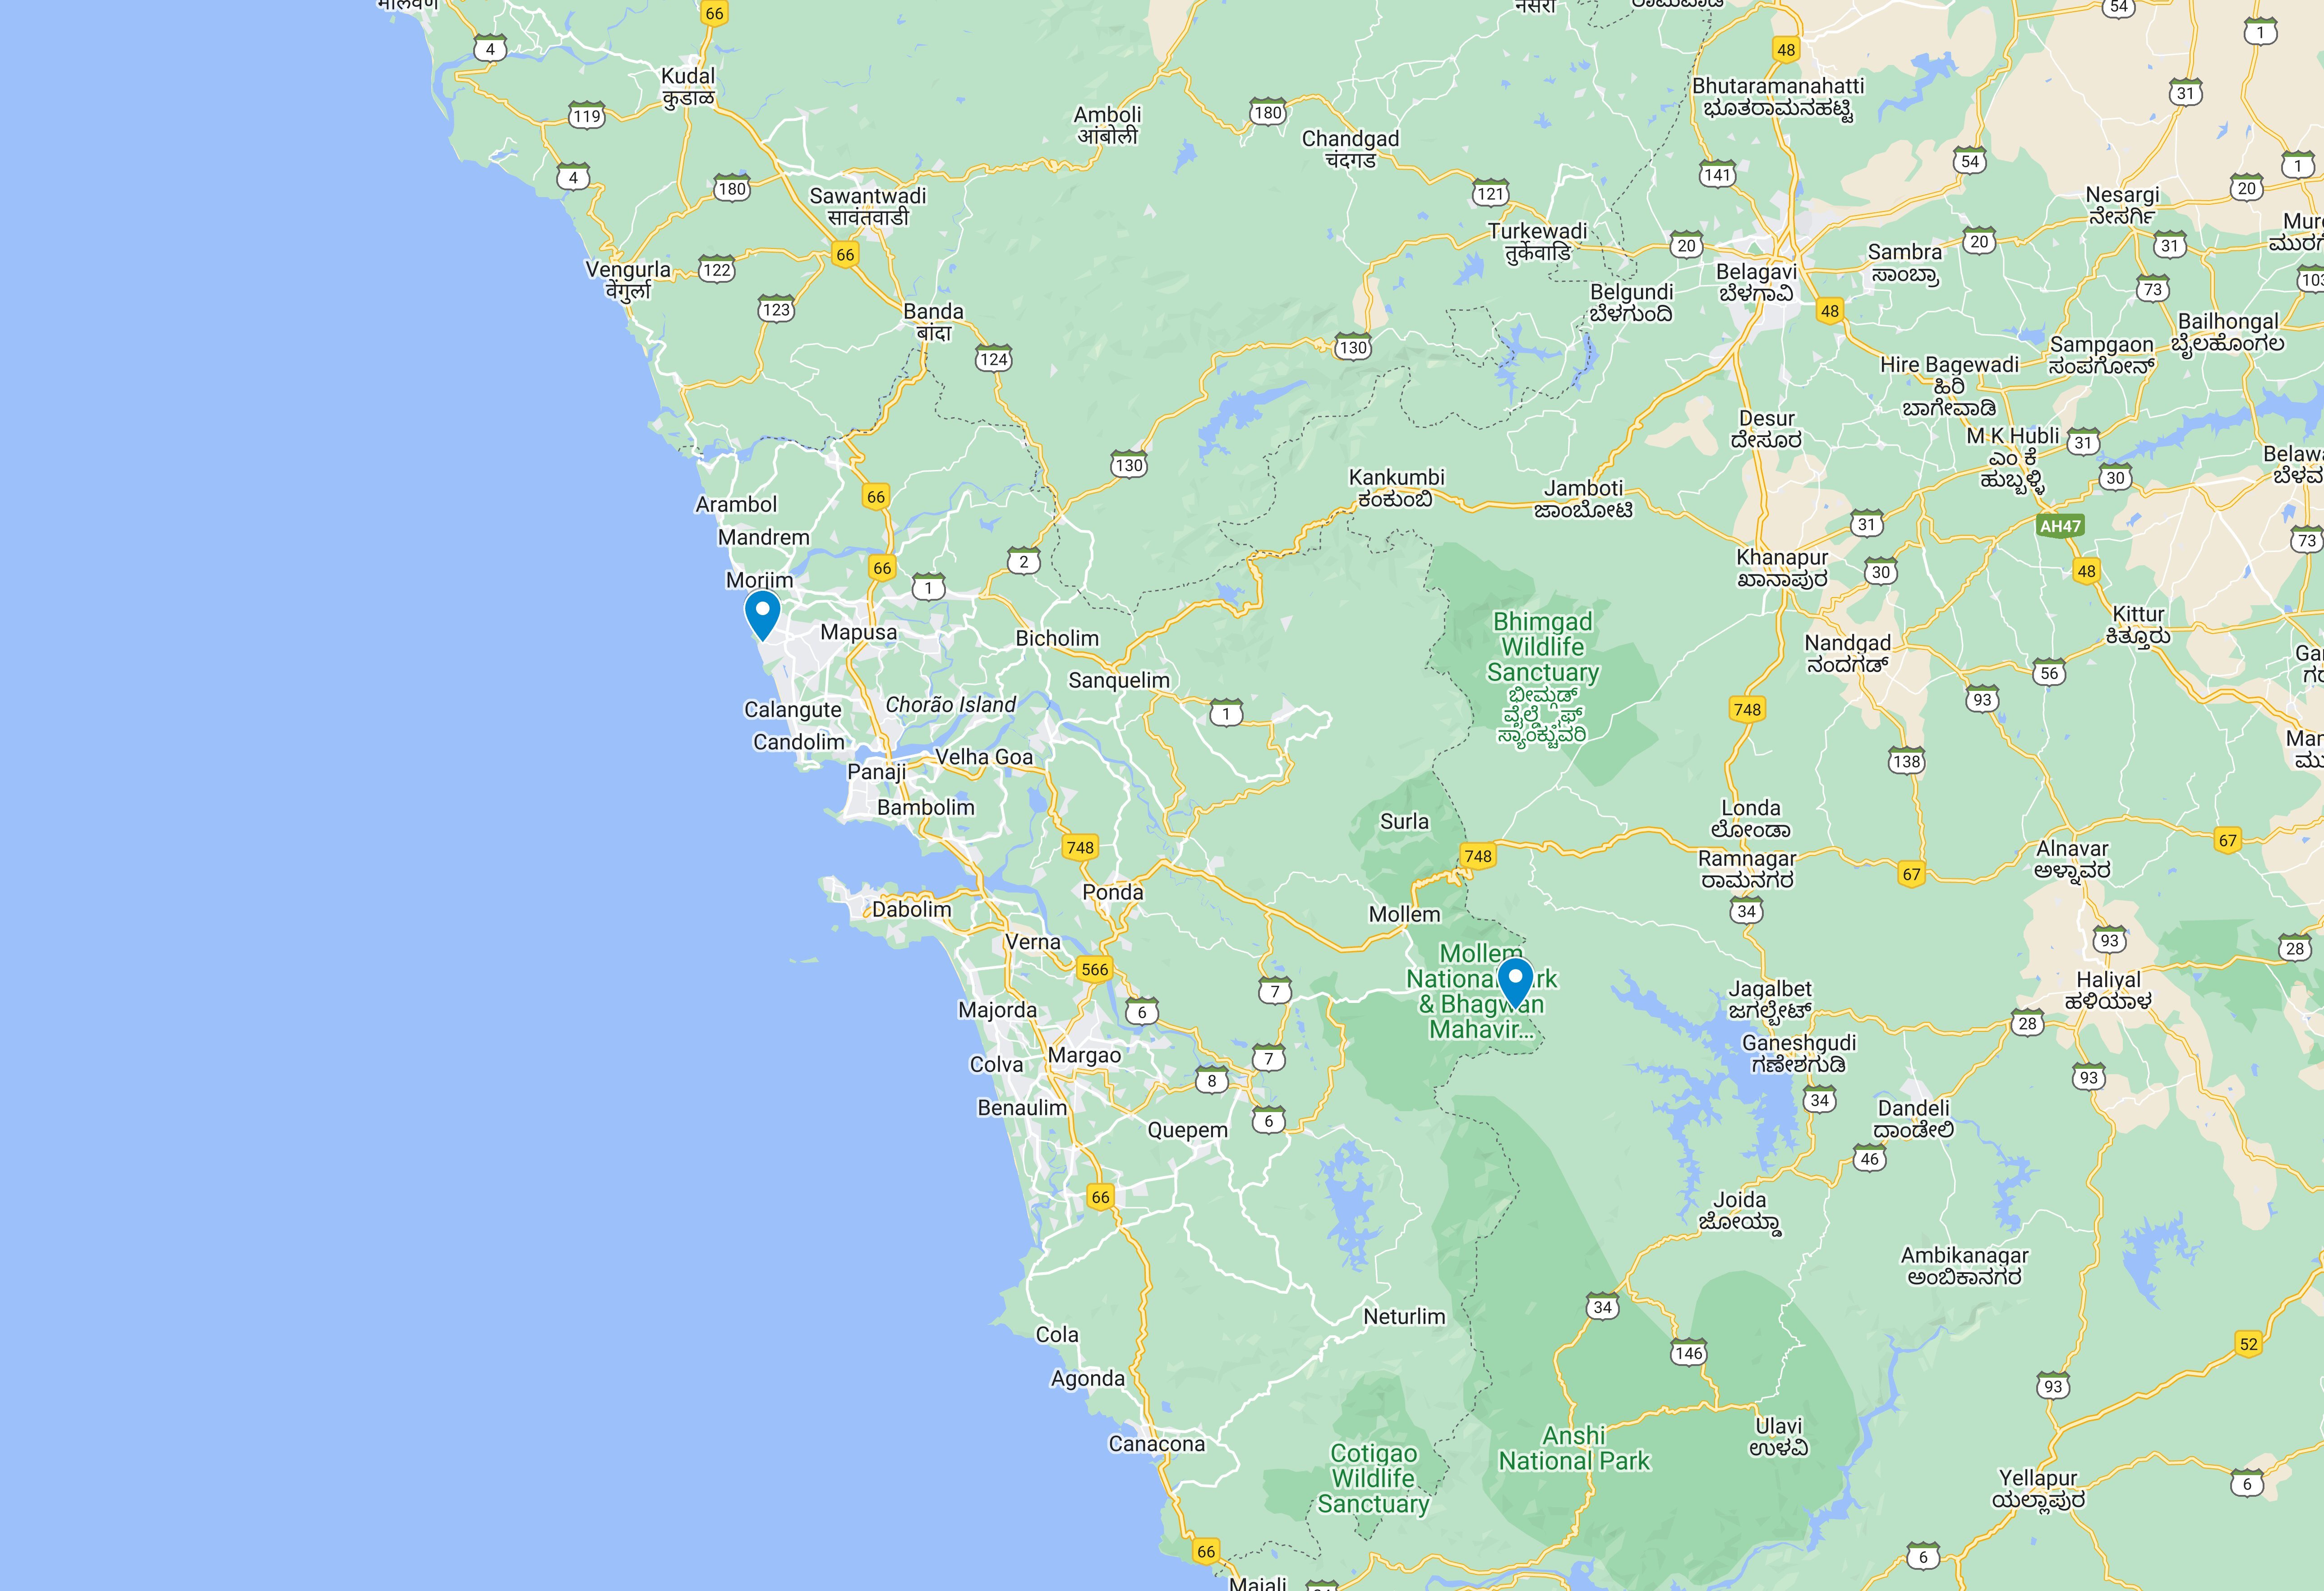 मालवण
66
नेसरी
ರಾಮವಾಡಿ
54
1
4
48
Kudal
कुडाळ
Bhutaramanahatti
ಭೂತರಾಮನಹಟ್ಟಿ
31
119
Amboli
आंबोली
180
Chandgad
चंदगड
54
1
4
180
121
141
20
Sawantwadi
सावंतवाडी
Nesargi
ನೇಸರ್ಗಿ
Turkewadi
तुर्केवाडि
20
20
31
66
Sambra
ಸಾಂಬ್ರಾ
Vengurla
वेंगुर्ला
122
Belagavi
ಬೆಳಗಾವಿ
73
123
Belgundi
ಬೆಳಗುಂದಿ
48
Banda
बांदा
Bailhongal
ಬೈಲಹೊಂಗಲ
124
130
Sampgaon
ಸಂಪಗೋನ್
Hire Bagewadi
ಹಿರಿ
ಬಾಗೇವಾಡಿ
Desur
ದೇಸೂರ
M K Hubli
ಎಂ ಕೆ
ಹುಬ್ಬಳ್ಳಿ
31
130
30
Kankumbi
ಕಂಕುಂಬಿ
Jamboti
ಜಾಂಬೋಟಿ
66
Arambol
31
AH47
73
Mandrem
2
66
Khanapur
ಖಾನಾಪುರ
30
48
Morjim
1
Kittur
ಕಿತ್ತೂರು
Mapusa
Bicholim
Bhimgad
Wildlife
Sanctuary
ಭೀಮ್ಗಡ್
ವೈಲ್ಡ್ಲೈಫ್
ಸ್ಯಾಂಕ್ಚುವರಿ
Nandgad
ನಂದಗಡ್
56
Sanquelim
93
Calangute
Chorão Island
1
748
Candolim
Velha Goa
138
Panaji
Bambolim
Surla
Londa
ಲೋಂಡಾ
67
748
748
Alnavar
ಅಳ್ನಾವರ
Ramnagar
ರಾಮನಗರ
67
Ponda
Dabolim
Mollem
34
Verna
93
28
566
Mollem
National Park
& Bhagwan
Mahavir...
7
Haliyal
ಹಳಿಯಾಳ
Jagalbet
ಜಗಲ್ಬೇಟ್
Majorda
6
28
Margao
Colva
7
Ganeshgudi
ಗಣೇಶಗುಡಿ
8
93
Benaulim
34
Dandeli
ದಾಂಡೇಲಿ
6
Quepem
46
66
Joida
ಜೋಯ್ಡಾ
Ambikanagar
ಅಂಬಿಕಾನಗರ
Neturlim
34
Cola
52
146
Agonda
93
Canacona
Anshi
National Park
Ulavi
ಉಳವಿ
Cotigao
Wildlife
Sanctuary
Yellapur
ಯಲ್ಲಾಪುರ
6
66
6
Majali